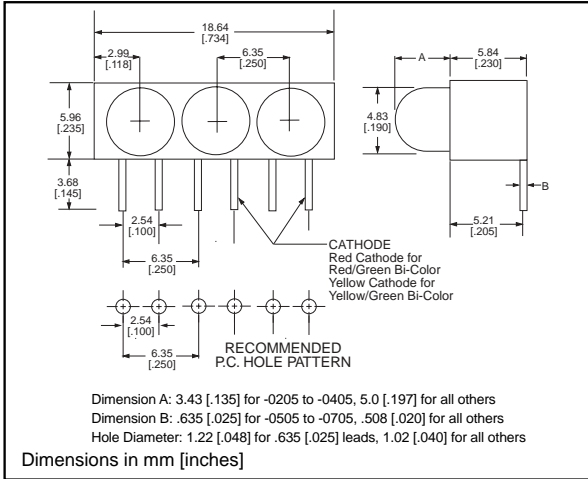 18.64
[.734]
2.99
[.118]
6.35
[.250]
A
5.84
[.230]
5.96
[.235]
4.83
[.190]
3.68
[.145]
B
2.54
[.100]
5.21
[.205]
6.35
[.250]
CATHODE
Red Cathode for
Red/Green Bi-Color
Yellow Cathode for
Yellow/Green Bi-Color
2.54
[.100]
6.35
[.250]
RECOMMENDED
P.C. HOLE PATTERN
Dimension A: 3.43 [.135] for -0205 to -0405, 5.0 [.197] for all others
Dimension B: .635 [.025] for -0505 to -0705, .508 [.020] for all others
Hole Diameter: 1.22 [.048] for .635 [.025] leads, 1.02 [.040] for all others
Dimensions in mm [inches]